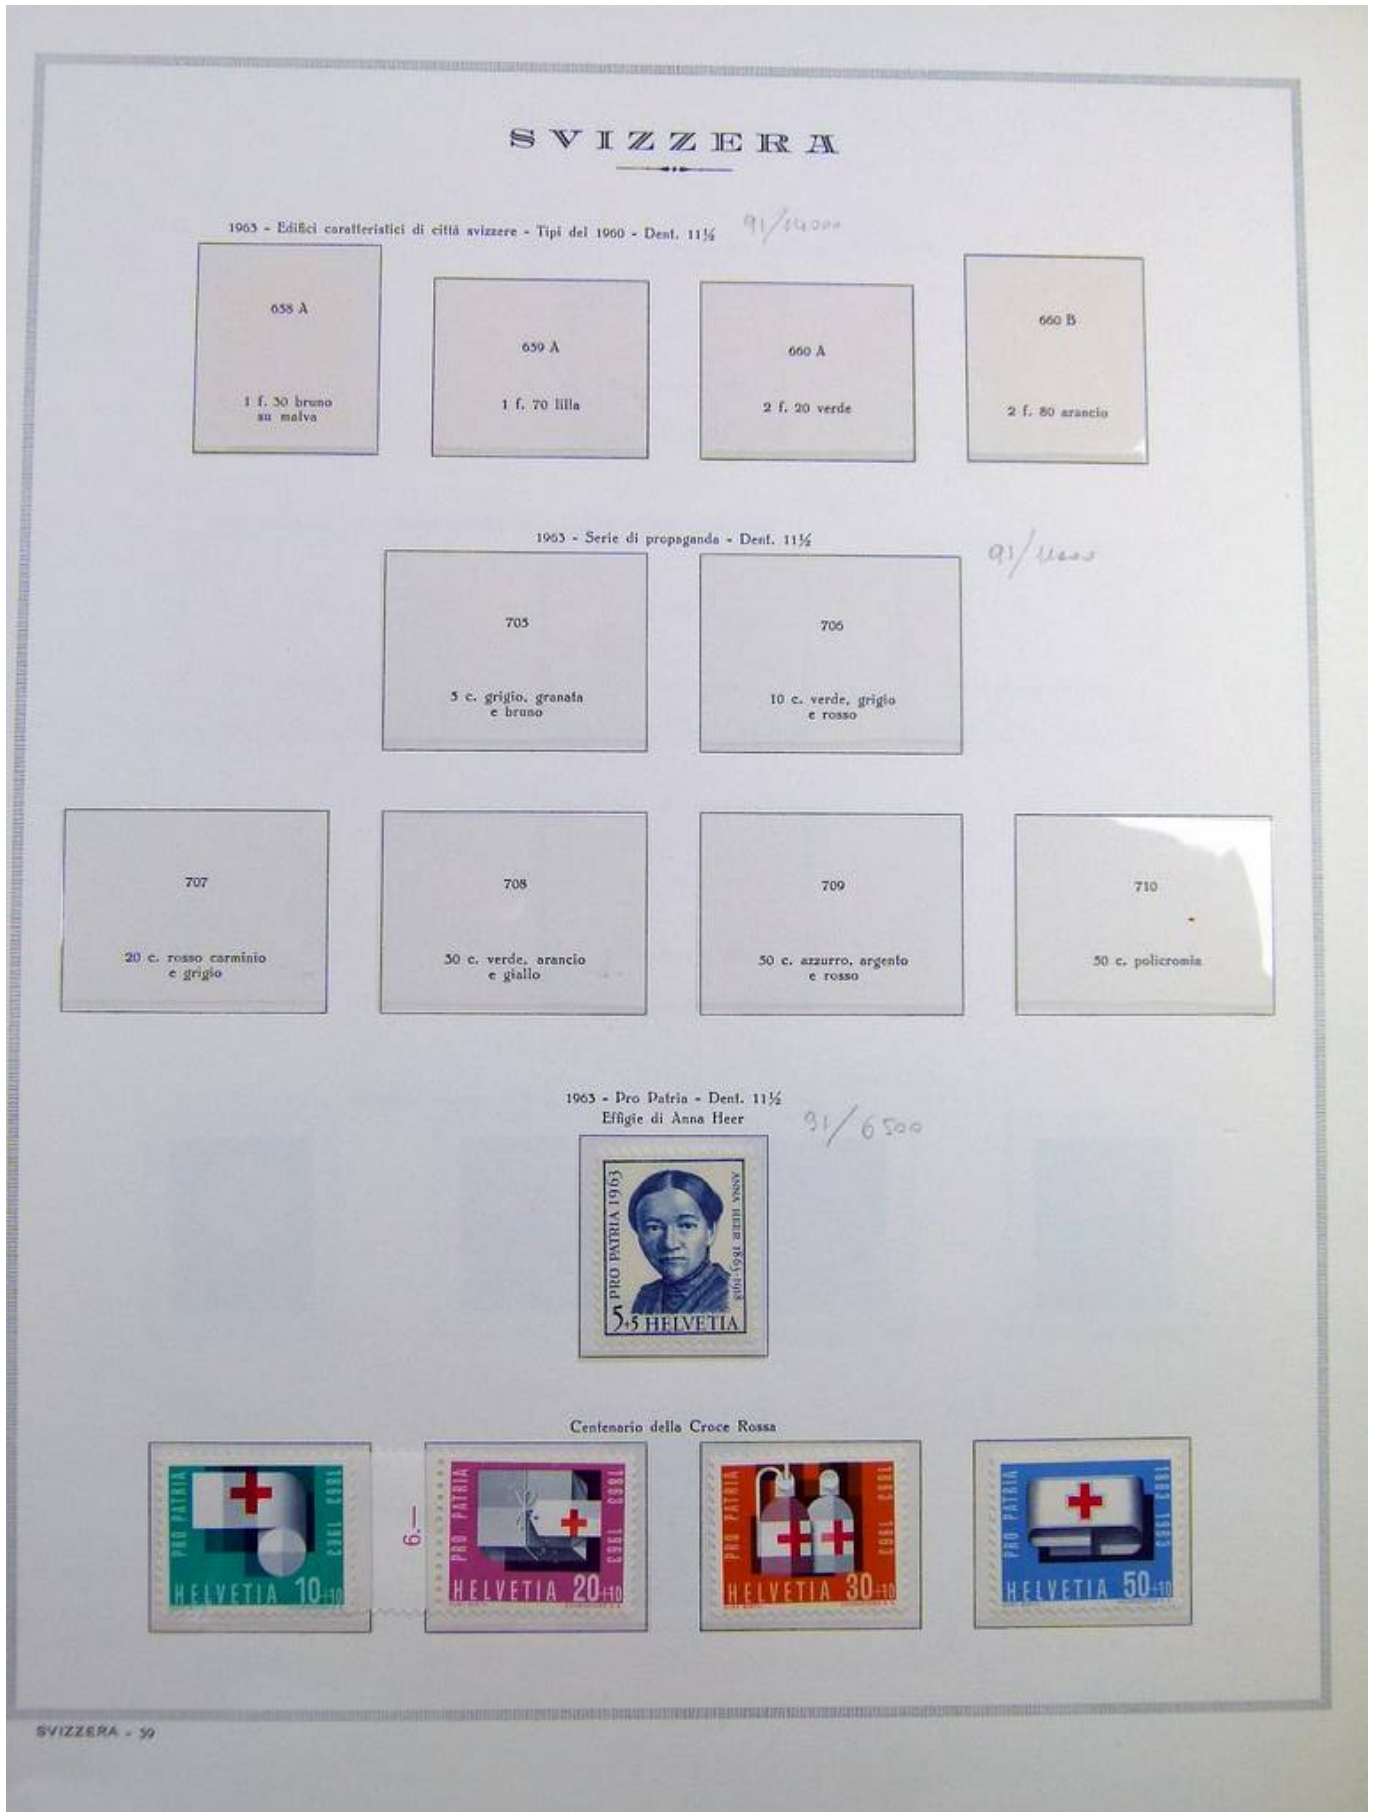 SVIZZERA
1963 - Edifici caratteristici di città svizzere - Tipi del 1960 - Dent. 11½ 91/14000
658 A
1 f. 30 bruno
su malva
659 A
1 f. 70 lilla
660 A
2 f. 20 verde
660 B
2 f. 80 arancio
1963 - Serie di propaganda - Dent. 11½
91/11000
705
5 c. grigio, granata
e bruno
706
10 c. verde, grigio
e rosso
707
20 c. rosso carminio
e grigio
708
30 c. verde, arancio
e giallo
709
50 c. azzurro, argento
e rosso
710
50 c. policromia
1963 - Pro Patria - Dent. 11½
Effigie di Anna Heer
91/6500
PRO PATRIA 1963
ANNA HEER 1863-1918
5+5 HELVETIA
Centenario della Croce Rossa
PRO PATRIA
1863 1963
HELVETIA 10+10
6.—
PRO PATRIA
1863 1963
HELVETIA 20+10
PRO PATRIA
1863 1963
HELVETIA 30+10
PRO PATRIA
1863 1963
HELVETIA 50+10
SVIZZERA - 59